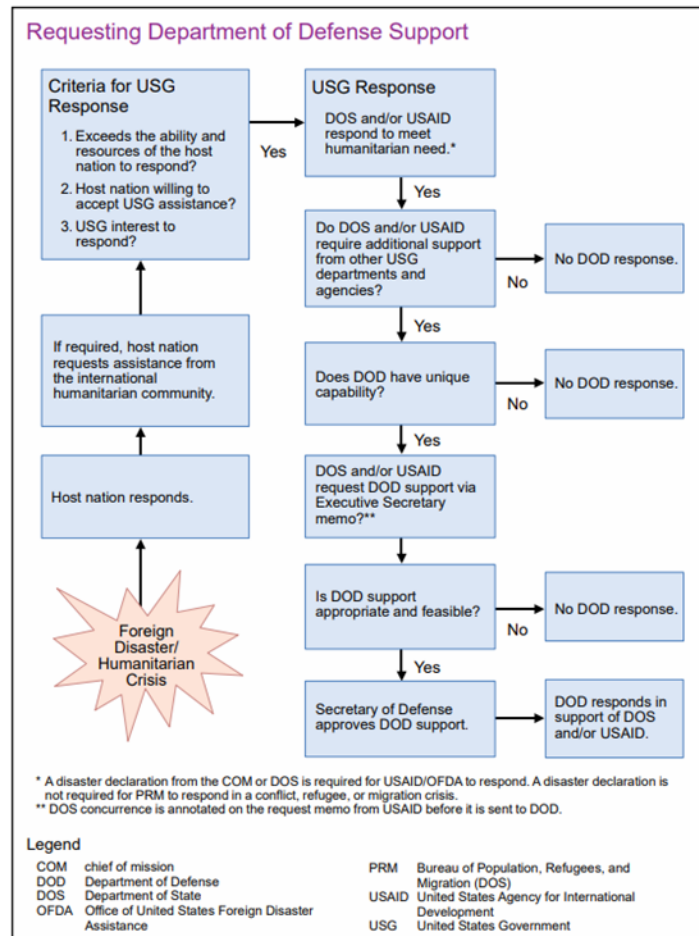 Requesting Department of Defense Support
Criteria for USG
Response
1. Exceeds the ability and
resources of the host
nation to respond?
2. Host nation willing to
accept USG assistance?
3. USG interest to
respond?
Yes
USG Response
DOS and/or USAID
respond to meet
humanitarian need.*
Yes
Do DOS and/or USAID
require additional support
from other USG
departments and
agencies?
No
No DOD response.
Yes
If required, host nation
requests assistance from
the international
humanitarian community.
Does DOD have unique
capability?
No
No DOD response.
Yes
Host nation responds.
DOS and/or USAID
request DOD support via
Executive Secretary
memo?**
Is DOD support
appropriate and feasible?
No
No DOD response.
Yes
Foreign
Disaster/
Humanitarian
Crisis
Secretary of Defense
approves DOD support.
DOD responds in
support of DOS
and/or USAID.
* A disaster declaration from the COM or DOS is required for USAID/OFDA to respond. A disaster declaration is
not required for PRM to respond in a conflict, refugee, or migration crisis.
** DOS concurrence is annotated on the request memo from USAID before it is sent to DOD.
Legend
COM chief of mission
DOD Department of Defense
DOS Department of State
OFDA Office of United States Foreign Disaster
Assistance
PRM Bureau of Population, Refugees, and
Migration (DOS)
USAID United States Agency for International
Development
USG United States Government